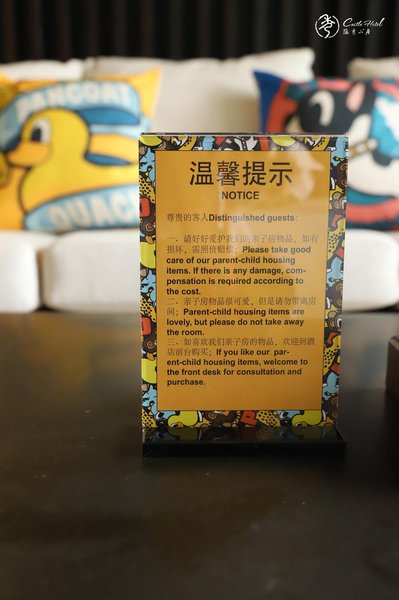 Castle Hotel
PANCOAT
QUACK
温馨提示
NOTICE
尊贵的客人Distinguished guests:
一、请好好爱护我们的亲子房物品，如有
损坏，需照价赔偿；Please take good
care of our parent-child housing
items. If there is any damage, com-
pensation is required according to
the cost.
二、亲子房物品很可爱，但是请勿带离房
间；Parent-child housing items are
lovely, but please do not take away
the room.
三、如喜欢我们亲子房的物品，欢迎到酒
店前台购买；If you like our par-
ent-child housing items, welcome to
the front desk for consultation and
purchase.